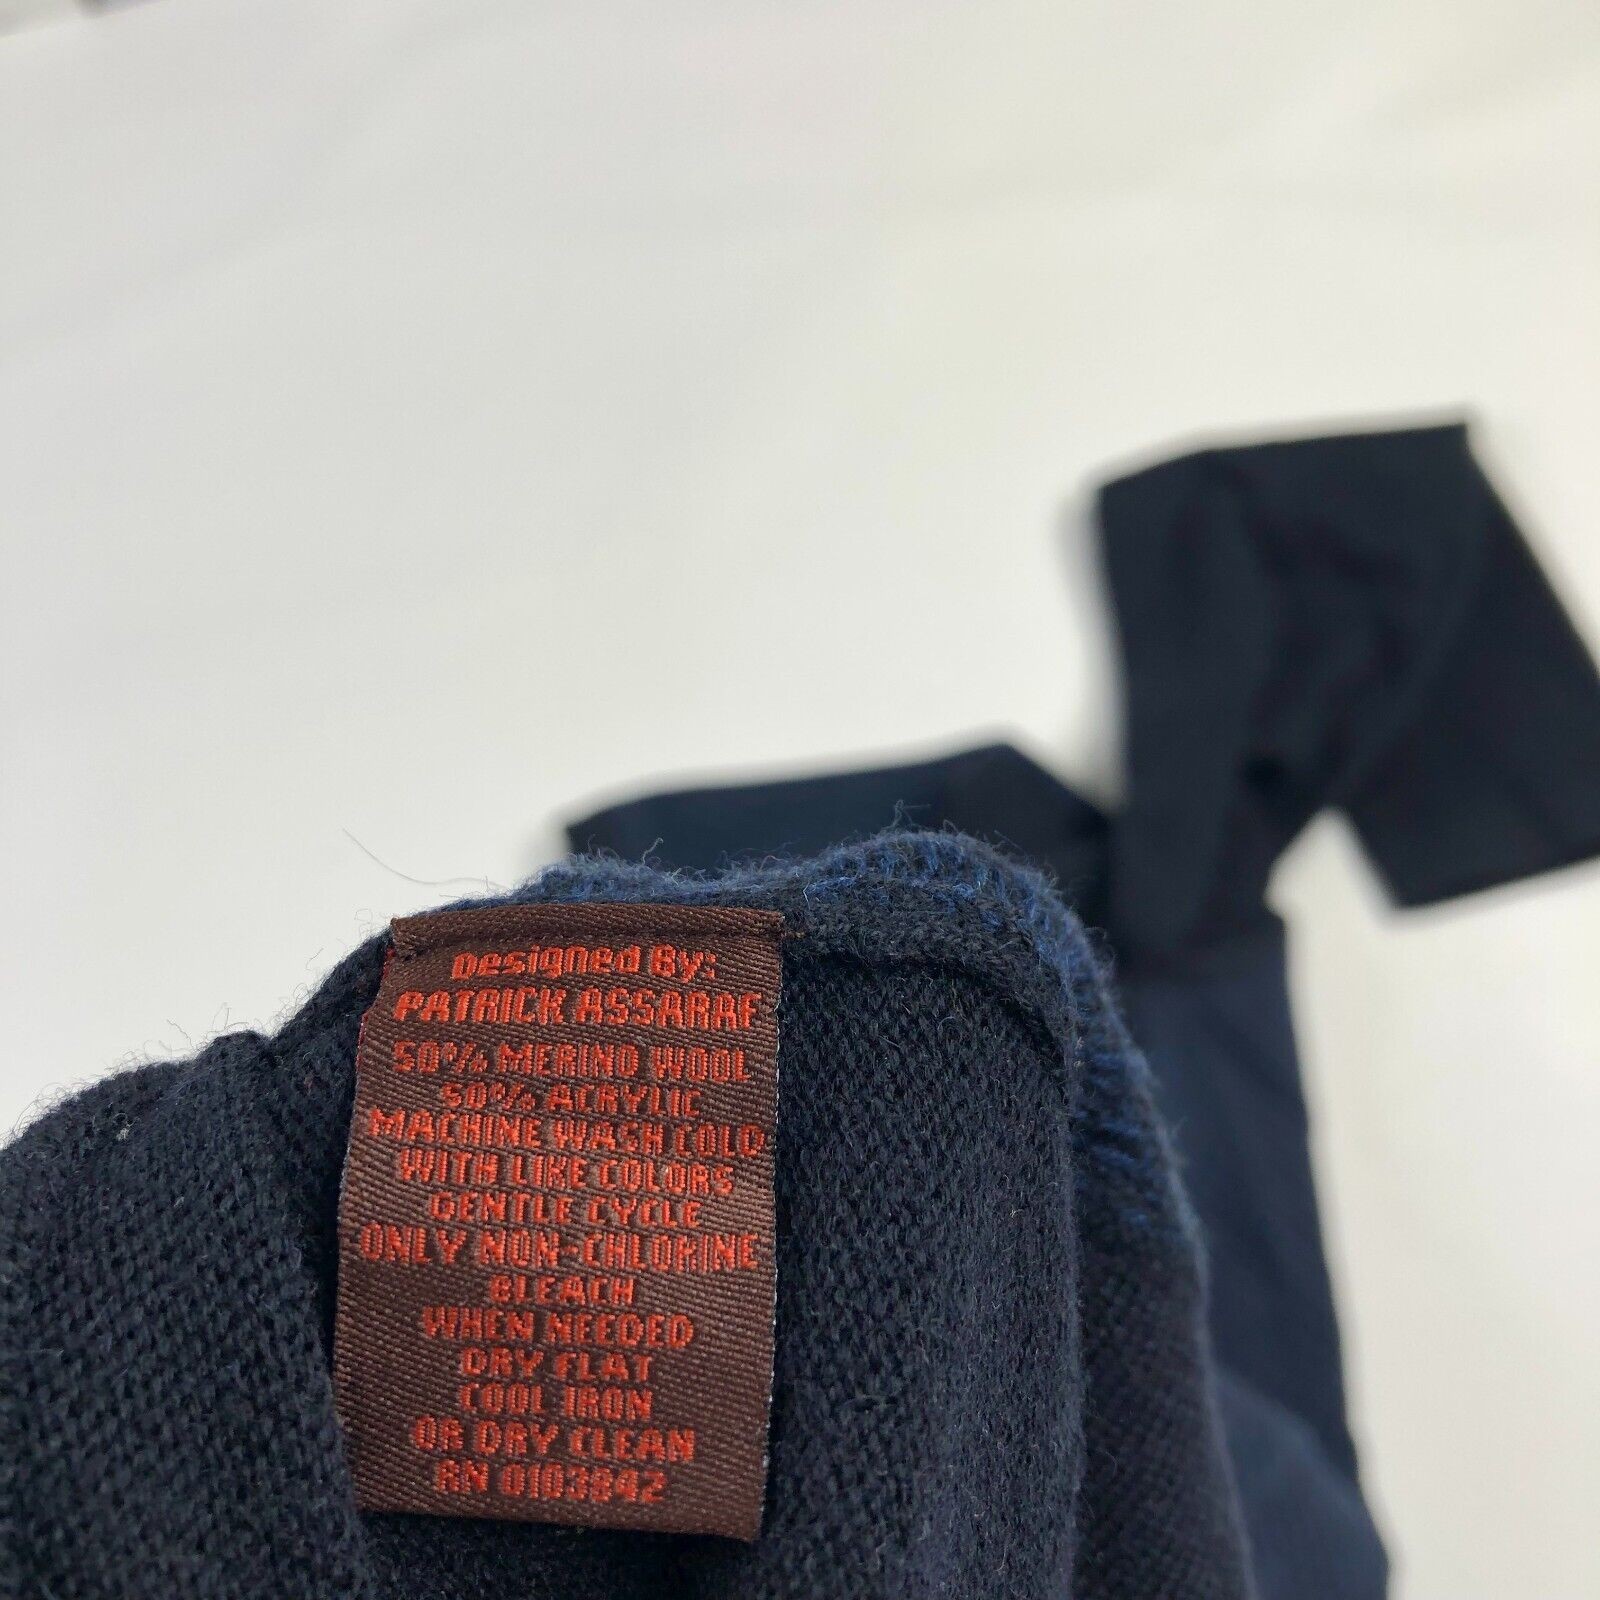 Designed By:
PATRICK ASSARAF
50% MERINO WOOL
50% ACRYLIC
MACHINE WASH COLD
WITH LIKE COLORS
GENTLE CYCLE
ONLY NON-CHLORINE
BLEACH
WHEN NEEDED
DRY FLAT
COOL IRON
OR DRY CLEAN
RN 0103842